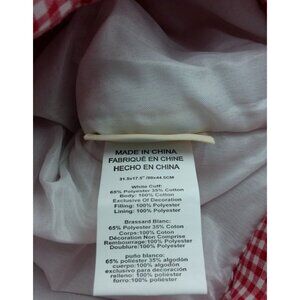 MADE IN CHINA
FABRIQUÉ EN CHINE
HECHO EN CHINA
31.5x17.5" /80x44.5CM
White Cuff:
65% Polyester 35% Cotton
Body: 100% Cotton
Exclusive Of Decoration
Filling: 100% Polyester
Lining: 100% Polyester
Brassard Blanc:
65% Polyester 35% Coton
Corps:100% Coton
Décoration Non Comprise
Rembourrage:100% Polyester
Doublure:100% Polyester
puño blanco:
65% poliéster 35% algodón
cuerpo:100% algodón
exclusivo para decoración
relleno:100% poliéster
forro:100% poliéster